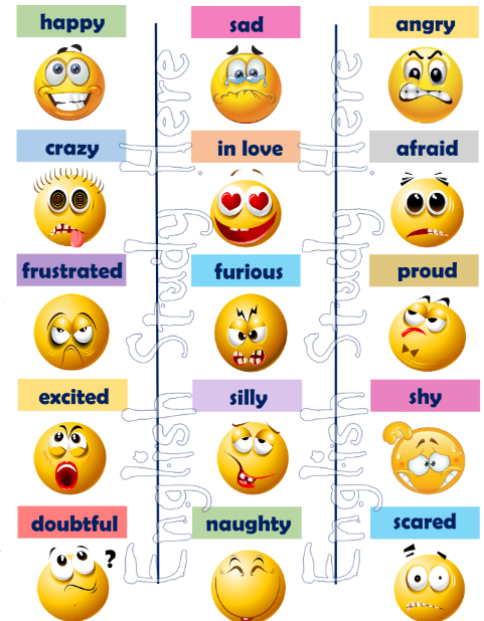 happy
sad
angry
crazy
in love
afraid
frustrated
furious
proud
excited
silly
shy
doubtful
naughty
scared
?
English Study Here.
English Study Here.